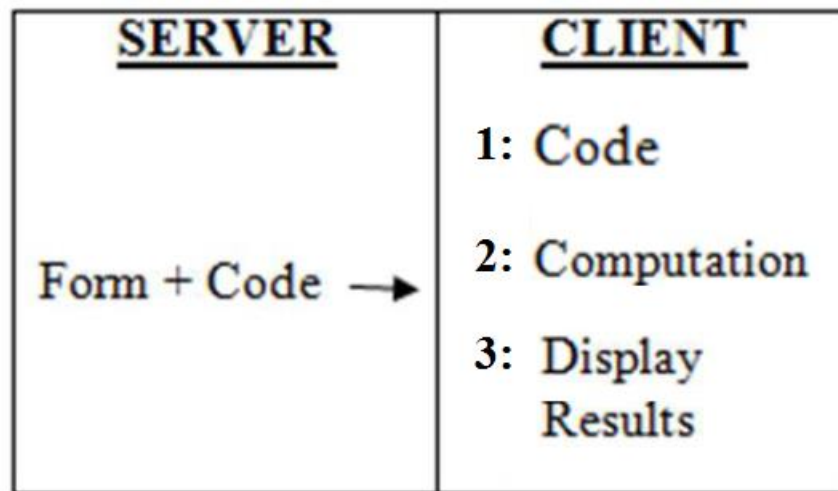 SERVER
Form + Code →
CLIENT
1: Code
2: Computation
3: Display
Results